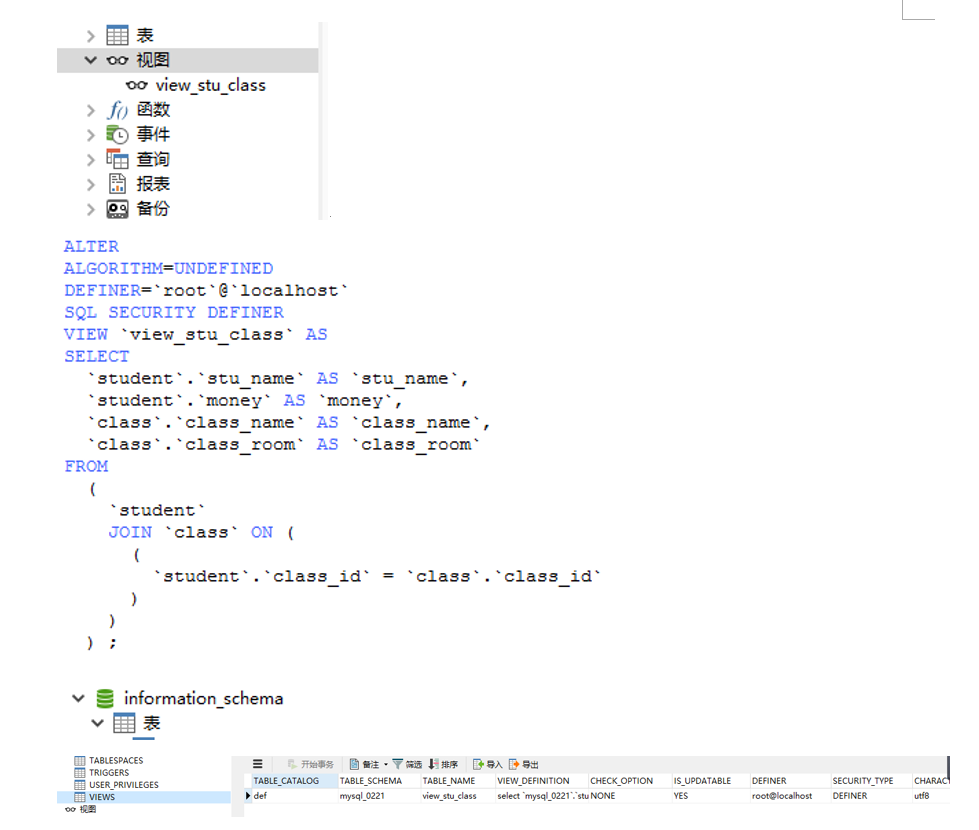 表
视图
view_stu_class
函数
事件
查询
报表
备份
ALTER
ALGORITHM=UNDEFINED
DEFINER=`root`@`localhost`
SQL SECURITY DEFINER
VIEW `view_stu_class` AS
SELECT
`student`.`stu_name` AS `stu_name`,
`student`.`money` AS `money`,
`class`.`class_name` AS `class_name`,
`class`.`class_room` AS `class_room`
FROM
(
`student`
JOIN `class` ON (
(
`student`.`class_id` = `class`.`class_id`
)
)
) ;
information_schema
表
TABLESPACES
TRIGGERS
USER_PRIVILEGES
VIEWS
视图
开始事务 备注 筛选 排序 导入 导出
TABLE_CATALOG TABLE_SCHEMA TABLE_NAME VIEW_DEFINITION CHECK_OPTION IS_UPDATABLE DEFINER SECURITY_TYPE CHARAC
def mysql_0221 view_stu_class select `mysql_0221`.`stu NONE YES root@localhost DEFINER utf8